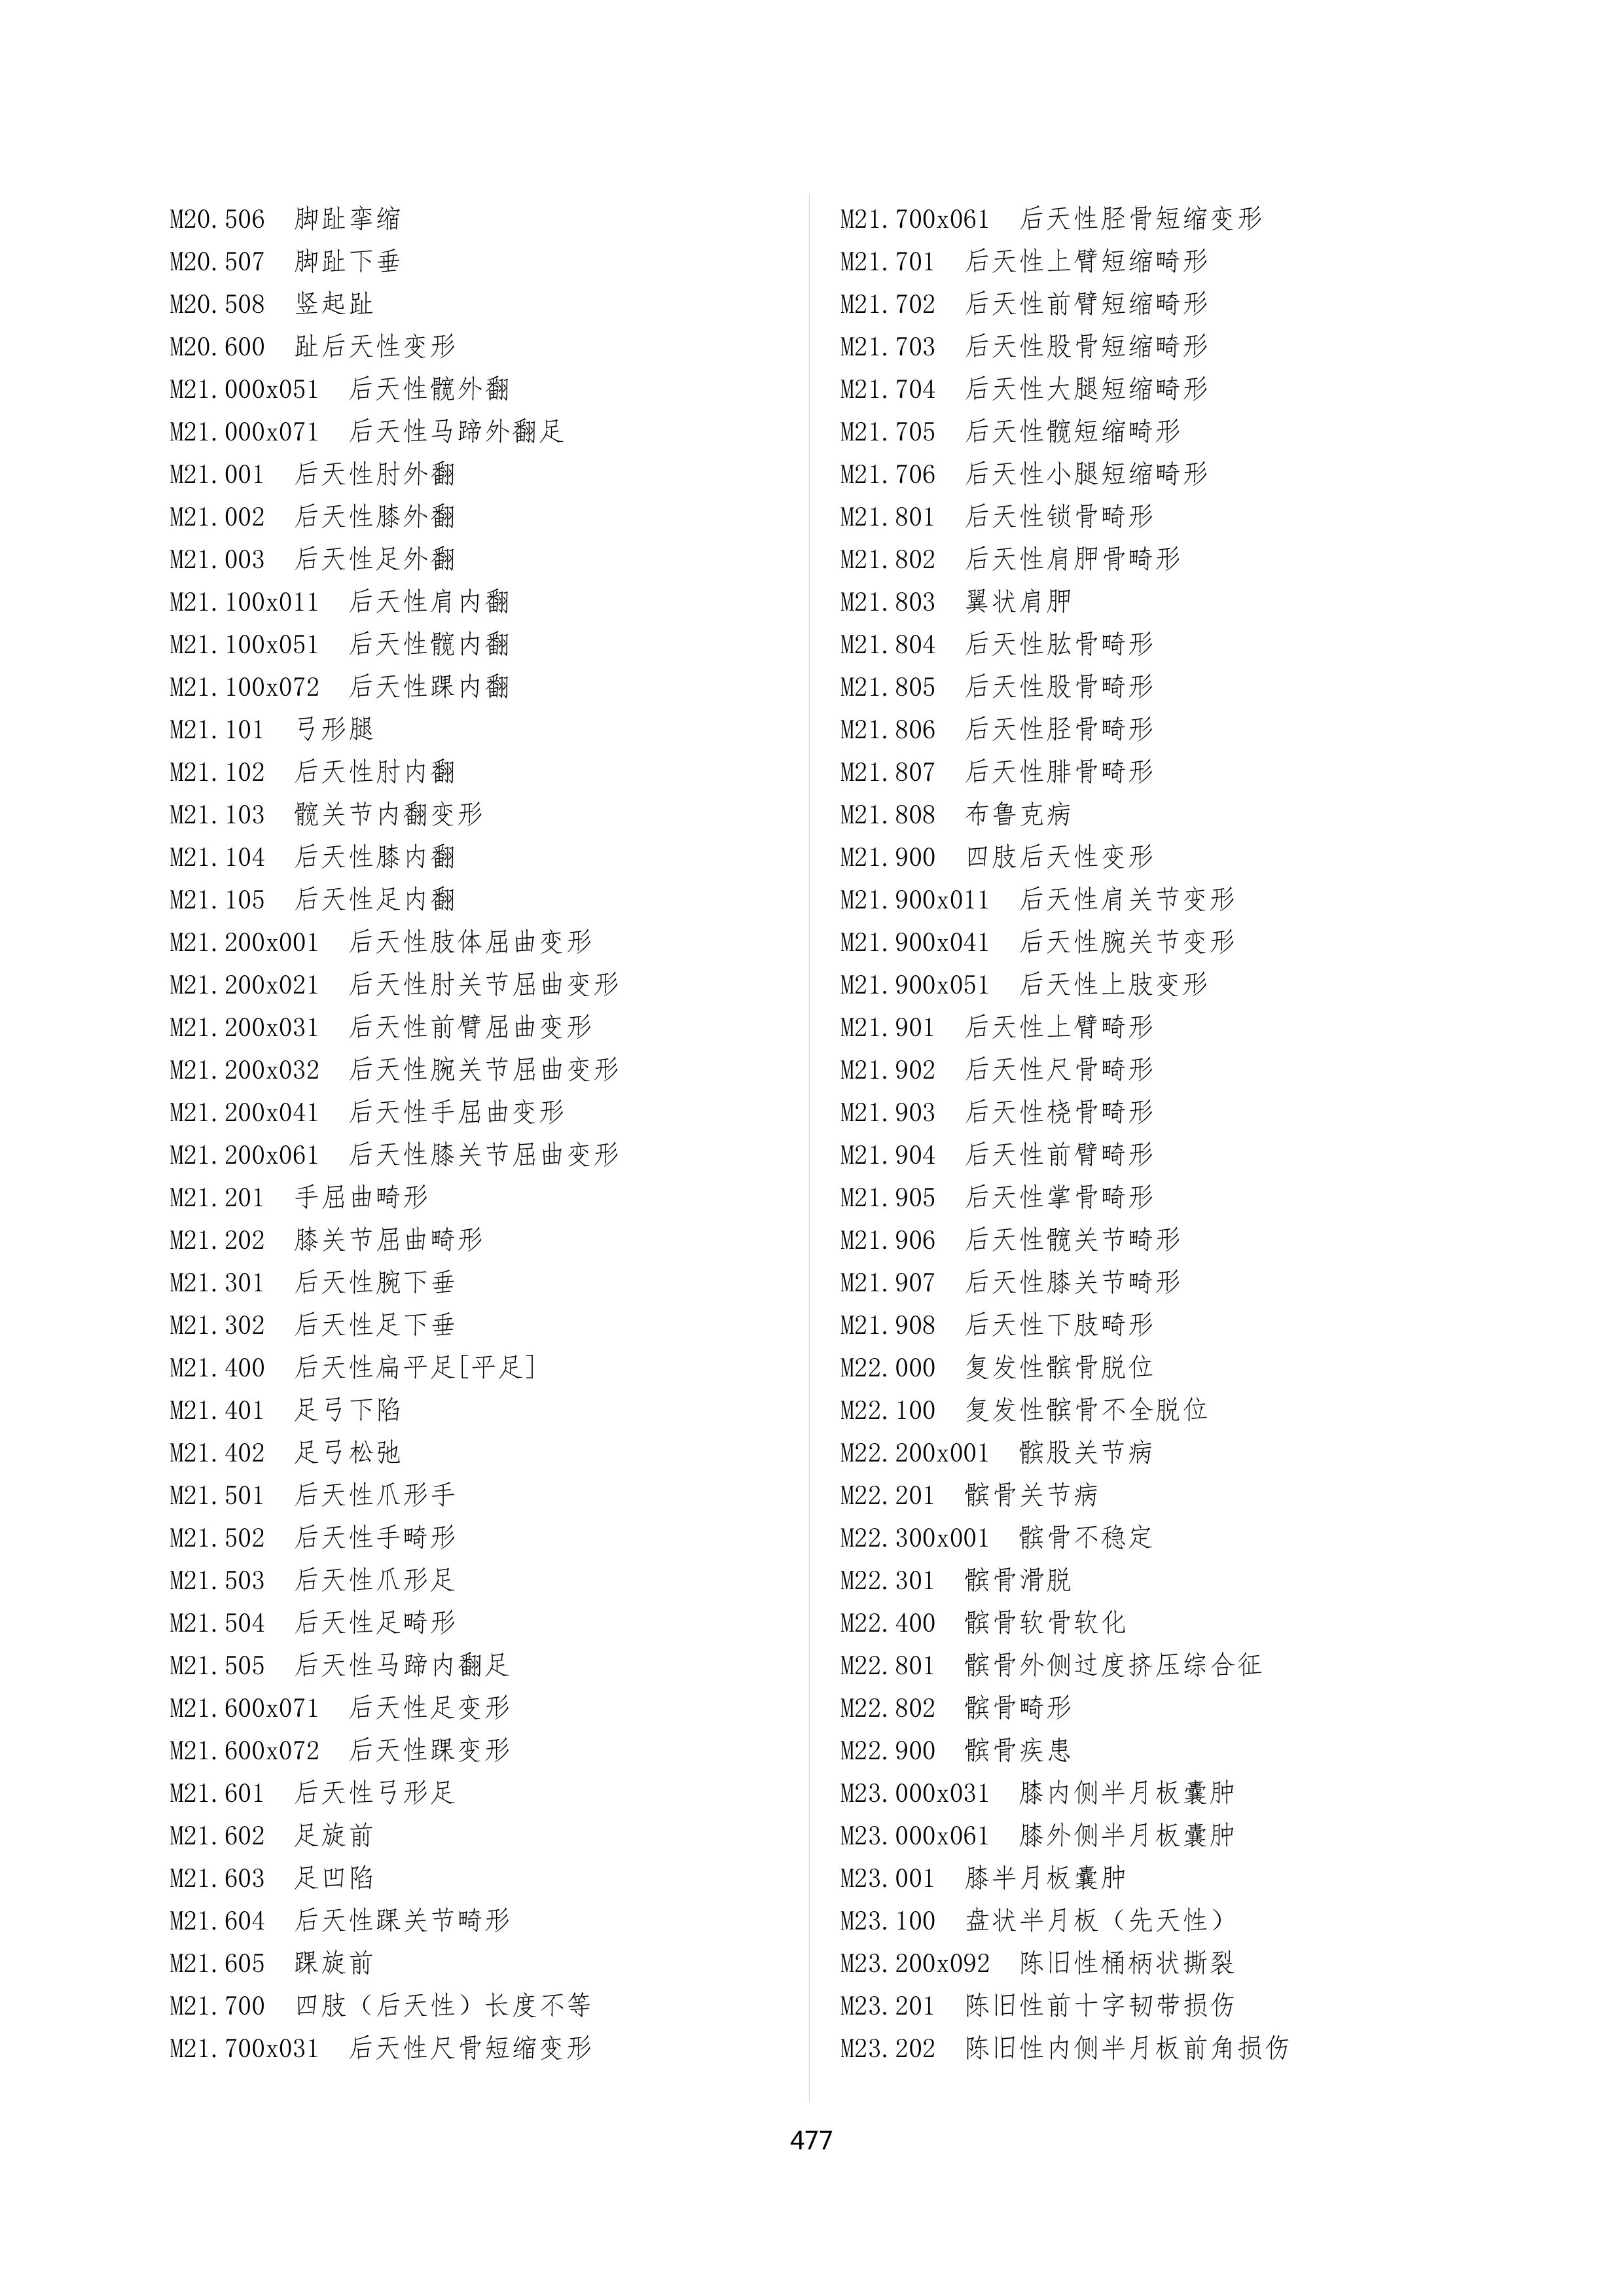 M20.506 脚趾挛缩
M20.507 脚趾下垂
M20.508 竖起趾
M20.600 趾后天性变形
M21.000x051 后天性髋外翻
M21.000x071 后天性马蹄外翻足
M21.001 后天性肘外翻
M21.002 后天性膝外翻
M21.003 后天性足外翻
M21.100x011 后天性肩内翻
M21.100x051 后天性髋内翻
M21.100x072 后天性踝内翻
M21.101 弓形腿
M21.102 后天性肘内翻
M21.103 髋关节内翻变形
M21.104 后天性膝内翻
M21.105 后天性足内翻
M21.200x001 后天性肢体屈曲变形
M21.200x021 后天性肘关节屈曲变形
M21.200x031 后天性前臂屈曲变形
M21.200x032 后天性腕关节屈曲变形
M21.200x041 后天性手屈曲变形
M21.200x061 后天性膝关节屈曲变形
M21.201 手屈曲畸形
M21.202 膝关节屈曲畸形
M21.301 后天性腕下垂
M21.302 后天性足下垂
M21.400 后天性扁平足[平足]
M21.401 足弓下陷
M21.402 足弓松弛
M21.501 后天性爪形手
M21.502 后天性手畸形
M21.503 后天性爪形足
M21.504 后天性足畸形
M21.505 后天性马蹄内翻足
M21.600x071 后天性足变形
M21.600x072 后天性踝变形
M21.601 后天性弓形足
M21.602 足旋前
M21.603 足凹陷
M21.604 后天性踝关节畸形
M21.605 踝旋前
M21.700 四肢（后天性）长度不等
M21.700x031 后天性尺骨短缩变形
M21.700x061 后天性胫骨短缩变形
M21.701 后天性上臂短缩畸形
M21.702 后天性前臂短缩畸形
M21.703 后天性股骨短缩畸形
M21.704 后天性大腿短缩畸形
M21.705 后天性髋短缩畸形
M21.706 后天性小腿短缩畸形
M21.801 后天性锁骨畸形
M21.802 后天性肩胛骨畸形
M21.803 翼状肩胛
M21.804 后天性肱骨畸形
M21.805 后天性股骨畸形
M21.806 后天性胫骨畸形
M21.807 后天性腓骨畸形
M21.808 布鲁克病
M21.900 四肢后天性变形
M21.900x011 后天性肩关节变形
M21.900x041 后天性腕关节变形
M21.900x051 后天性上肢变形
M21.901 后天性上臂畸形
M21.902 后天性尺骨畸形
M21.903 后天性桡骨畸形
M21.904 后天性前臂畸形
M21.905 后天性掌骨畸形
M21.906 后天性髋关节畸形
M21.907 后天性膝关节畸形
M21.908 后天性下肢畸形
M22.000 复发性髌骨脱位
M22.100 复发性髌骨不全脱位
M22.200x001 髌股关节病
M22.201 髌骨关节病
M22.300x001 髌骨不稳定
M22.301 髌骨滑脱
M22.400 髌骨软骨软化
M22.801 髌骨外侧过度挤压综合征
M22.802 髌骨畸形
M22.900 髌骨疾患
M23.000x031 膝内侧半月板囊肿
M23.000x061 膝外侧半月板囊肿
M23.001 膝半月板囊肿
M23.100 盘状半月板（先天性）
M23.200x092 陈旧性桶柄状撕裂
M23.201 陈旧性前十字韧带损伤
M23.202 陈旧性内侧半月板前角损伤
477